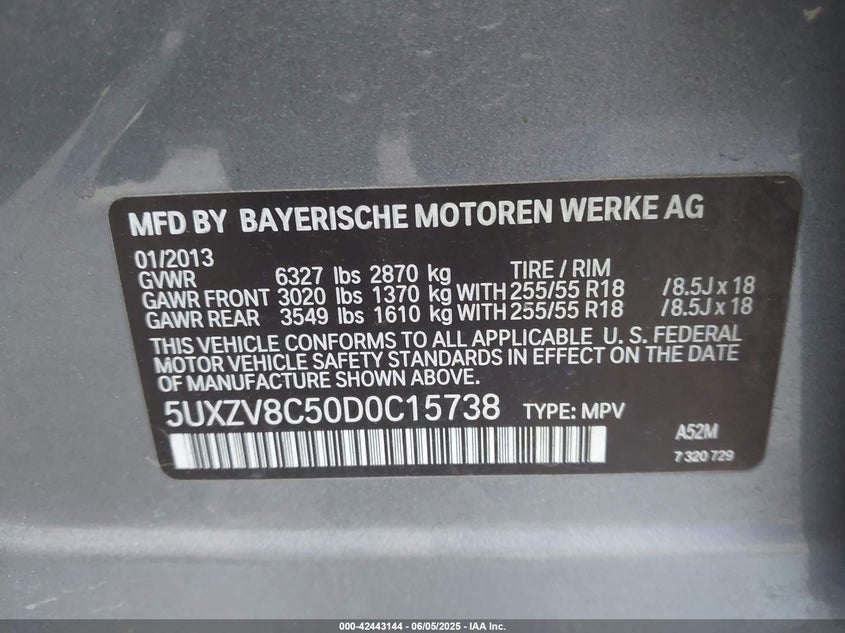 MFD BY BAYERISCHE MOTOREN WERKE AG
01/2013
GVWR 6327 lbs 2870 kg TIRE / RIM
GAWR FRONT 3020 lbs 1370 kg WITH 255/55 R18 /8.5J x 18
GAWR REAR 3549 lbs 1610 kg WITH 255/55 R18 /8.5J x 18
THIS VEHICLE CONFORMS TO ALL APPLICABLE U. S. FEDERAL
MOTOR VEHICLE SAFETY STANDARDS IN EFFECT ON THE DATE
OF MANUFACTURE SHOWN ABOVE.
5UXZV8C50D0C15738 TYPE: MPV
A52M
7 320 729
000-42443144 - 06/05/2025 - IAA Inc.